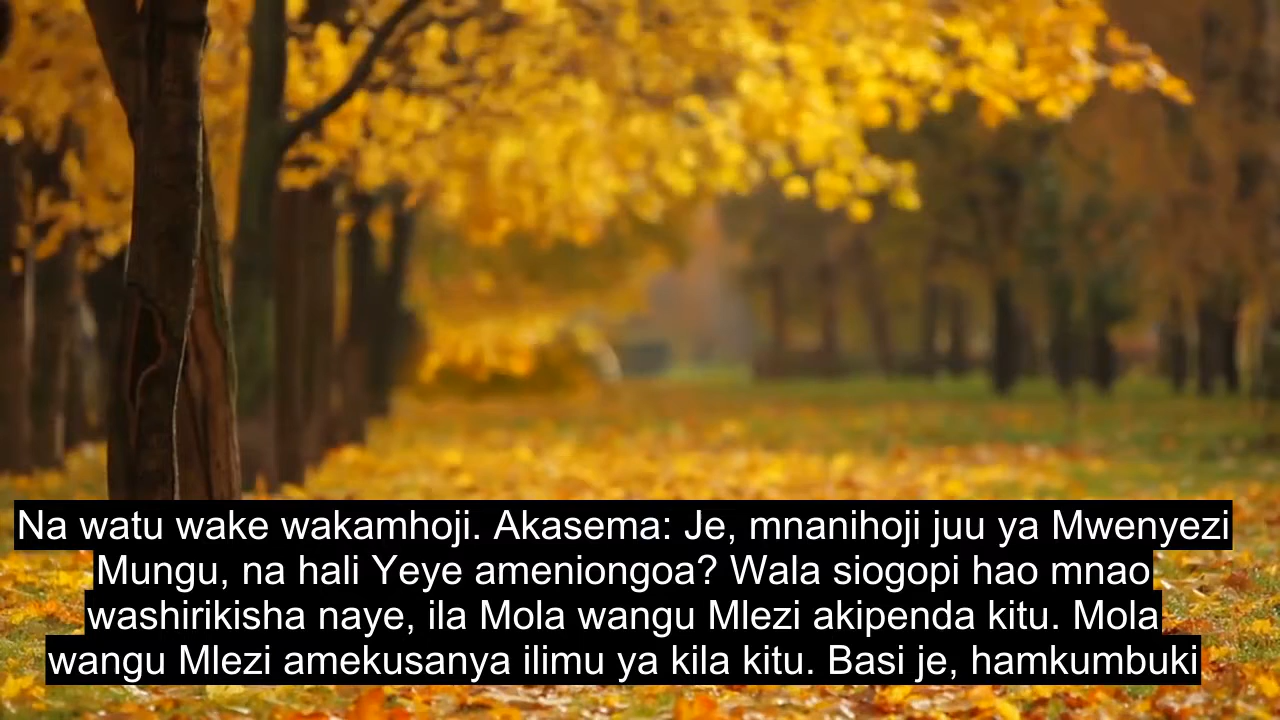 Na watu wake wakamhoji. Akasema: Je, mnanihoji juu ya Mwenyezi
Mungu, na hali Yeye ameniongoa? Wala siogopi hao mnao
washirikisha naye, ila Mola wangu Mlezi akipenda kitu. Mola
wangu Mlezi amekusanya ilimu ya kila kitu. Basi je, hamkumbuki